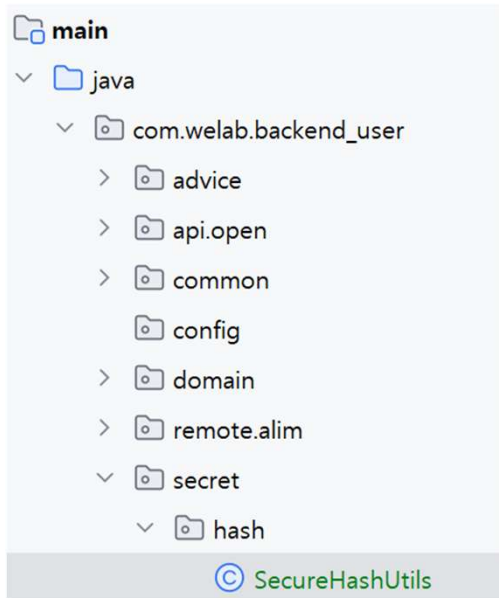 main
java
com.welab.backend_user
advice
api.open
common
config
domain
remote.alim
secret
hash
SecureHashUtils